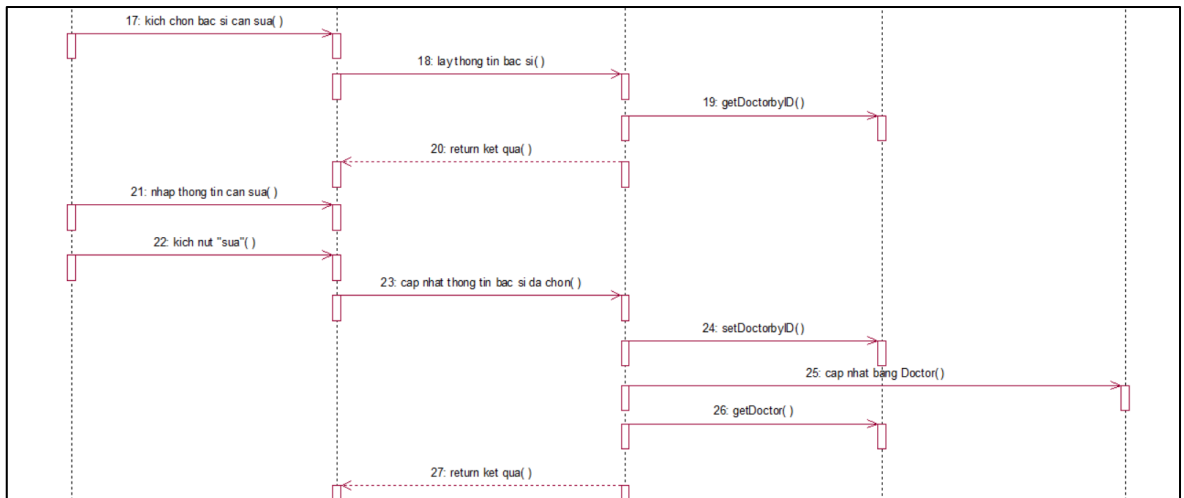 17: kich chon bac si can sua( )
18: lay thong tin bac si( )
19: getDoctorbyID( )
20: return ket qua( )
21: nhap thong tin can sua( )
22: kich nut "sua"( )
23: cap nhat thong tin bac si da chon( )
24: setDoctorbyID( )
25: cap nhat bang Doctor( )
26: getDoctor( )
27: return ket qua( )